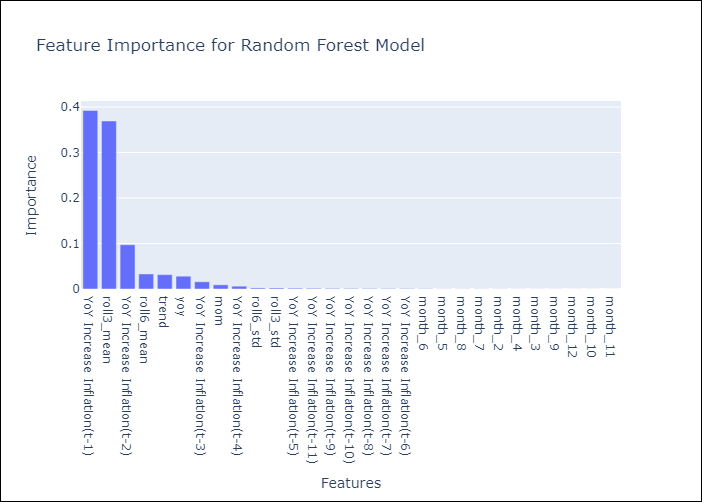 Feature Importance for Random Forest Model
Importance
0.4
0.3
0.2
0.1
0
YoY Increase Inflation(t-1)
roll3_mean
YoY Increase Inflation(t-2)
roll6_mean
trend
yoy
YoY Increase Inflation(t-3)
mom
YoY Increase Inflation(t-4)
roll6_std
roll3_std
YoY Increase Inflation(t-5)
YoY Increase Inflation(t-11)
YoY Increase Inflation(t-9)
YoY Increase Inflation(t-10)
YoY Increase Inflation(t-8)
YoY Increase Inflation(t-7)
YoY Increase Inflation(t-6)
month_6
month_5
month_8
month_7
month_2
month_4
month_3
month_9
month_12
month_10
month_11
Features